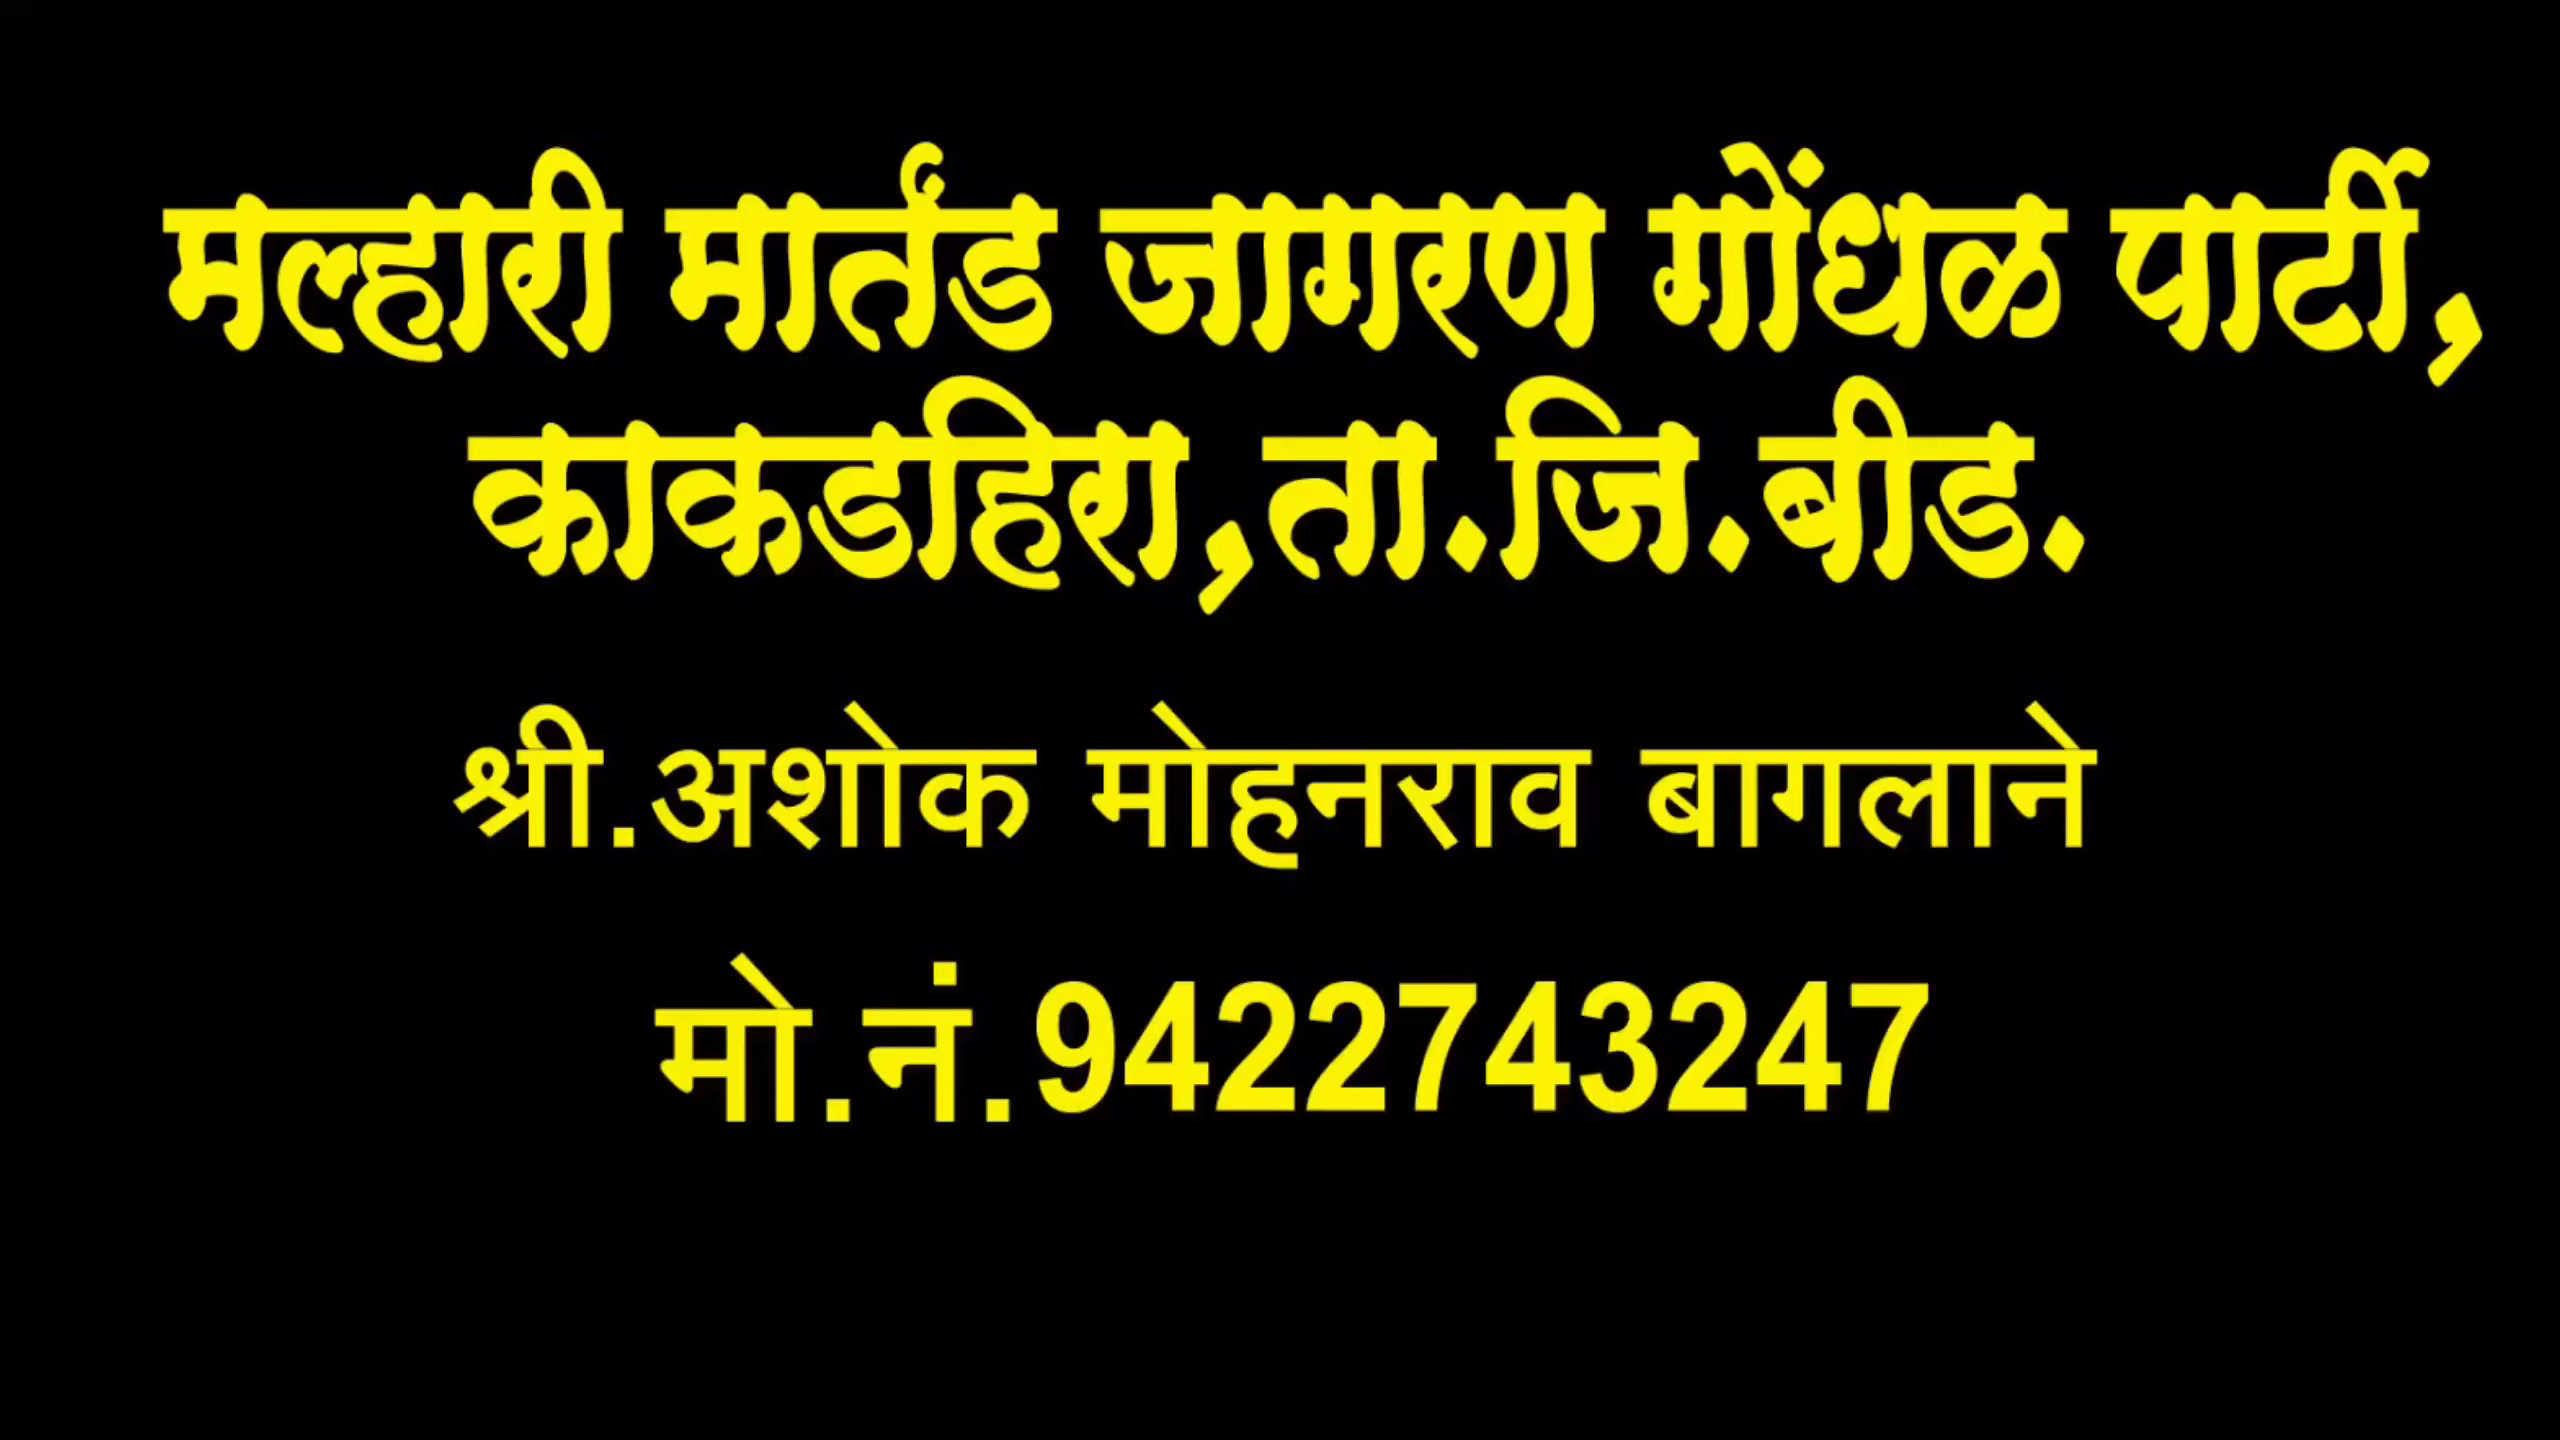 मल्हारी मार्तंड जागरण गोंधळ पार्टी,
काकडहिरा,ता.जि.बीड.
श्री.अशोक मोहनराव बागलाने
मो.नं.9422743247